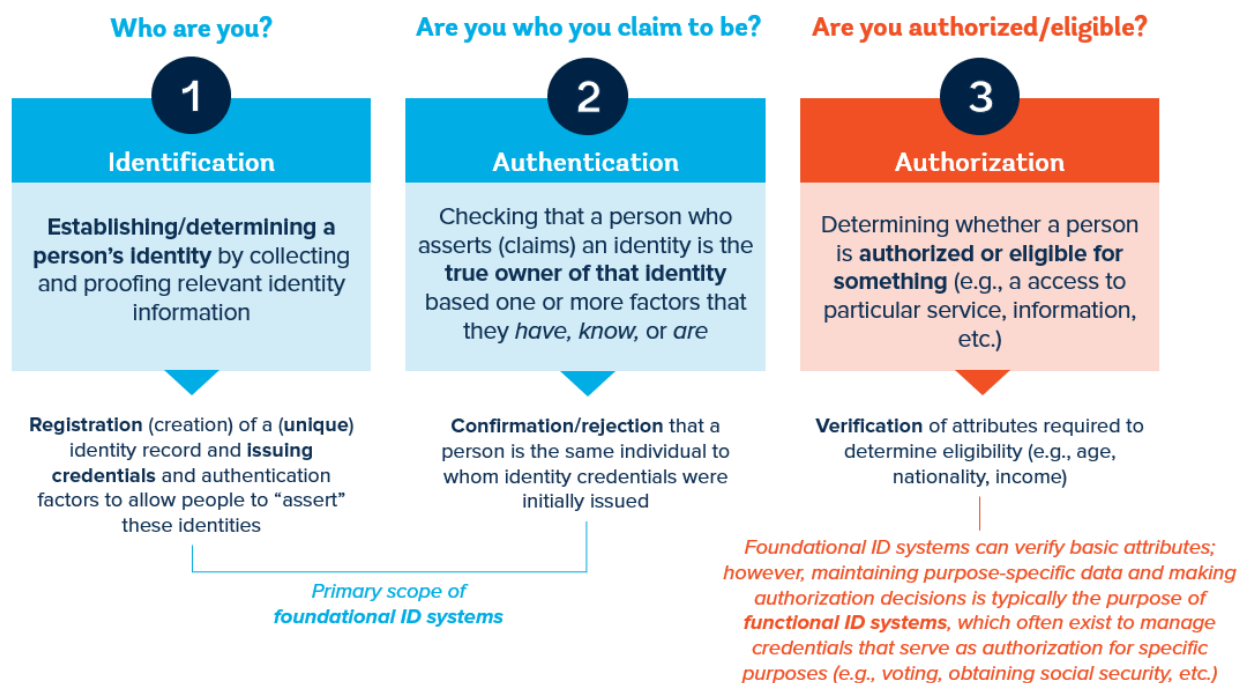 Who are you?
1
Identification
Establishing/determining a
person's identity by collecting
and proofing relevant identity
information
Registration (creation) of a (unique)
identity record and issuing
credentials and authentication
factors to allow people to “assert”
these identities
Are you who you claim to be?
2
Authentication
Checking that a person who
asserts (claims) an identity is the
true owner of that identity
based one or more factors that
they have, know, or are
Confirmation/rejection that a
person is the same individual to
whom identity credentials were
initially issued
Primary scope of
foundational ID systems
Are you authorized/eligible?
3
Authorization
Determining whether a person
is authorized or eligible for
something (e.g., a access to
particular service, information,
etc.)
Verification of attributes required to
determine eligibility (e.g., age,
nationality, income)
Foundational ID systems can verify basic attributes;
however, maintaining purpose-specific data and making
authorization decisions is typically the purpose of
functional ID systems, which often exist to manage
credentials that serve as authorization for specific
purposes (e.g., voting, obtaining social security, etc.)